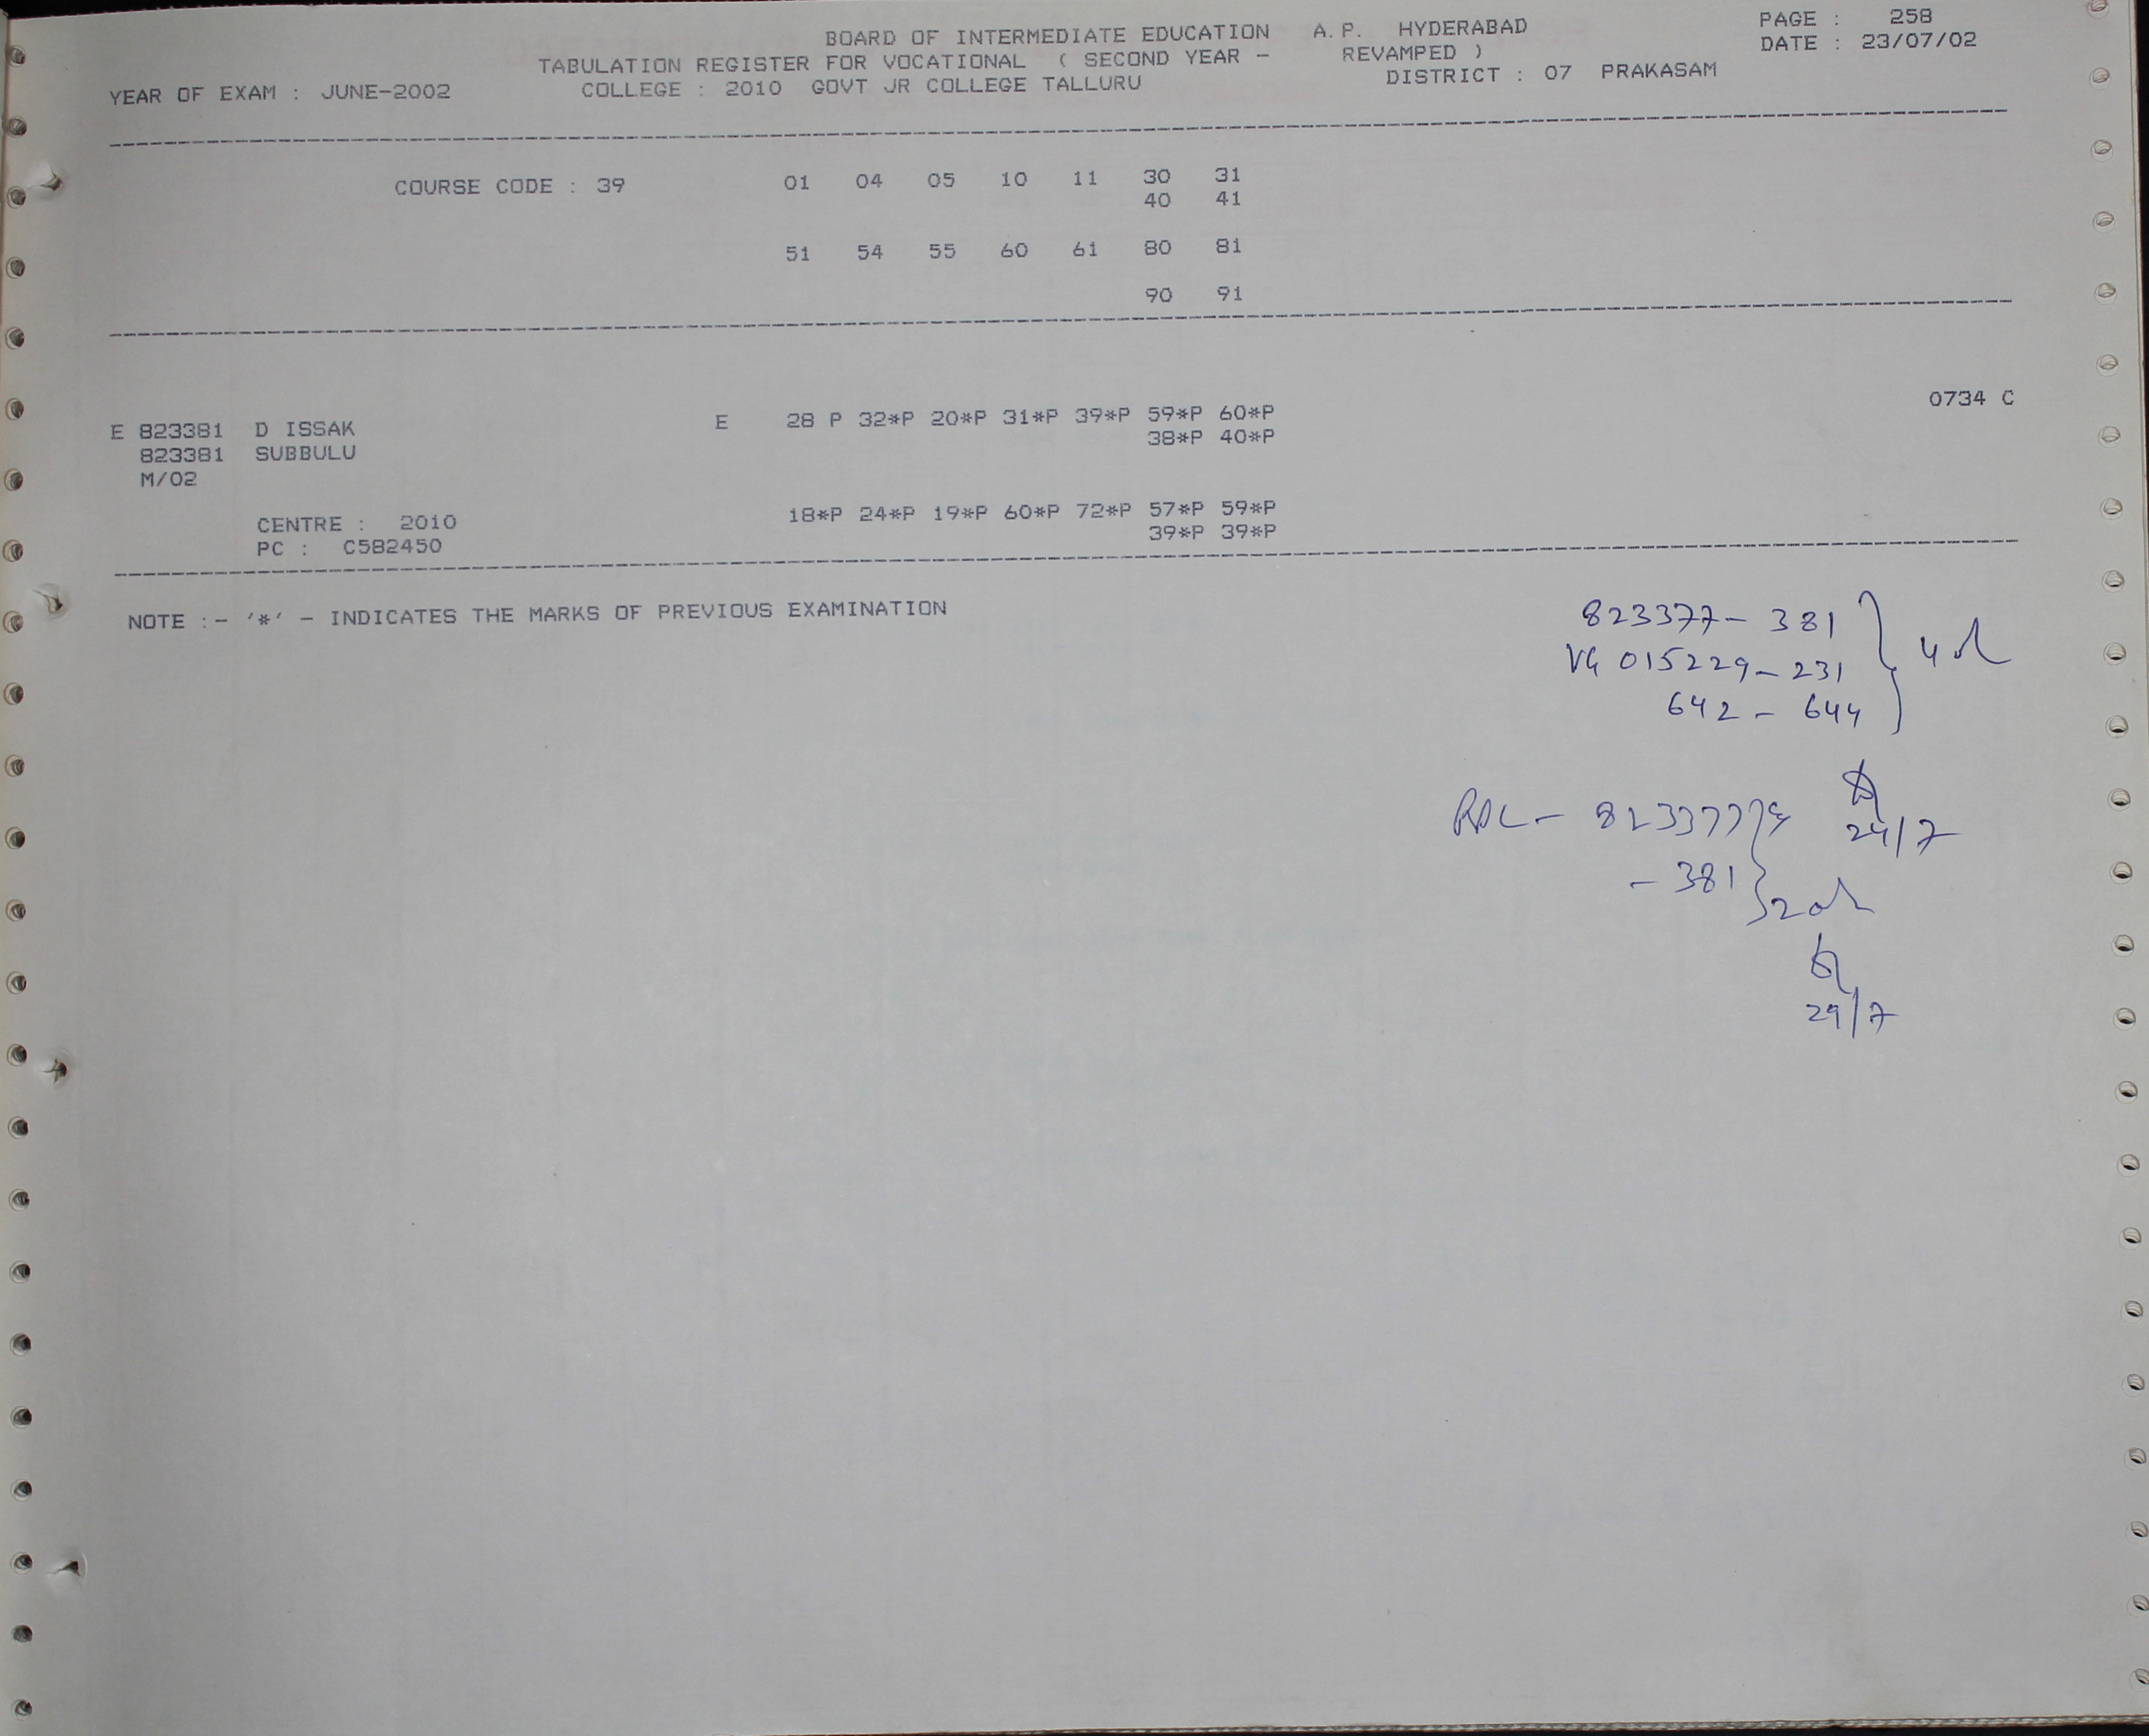 BOARD OF INTERMEDIATE EDUCATION A.P. HYDERABAD PAGE : 258
TABULATION REGISTER FOR VOCATIONAL ( SECOND YEAR - REVAMPED ) DATE : 23/07/02
YEAR OF EXAM : JUNE-2002 COLLEGE : 2010 GOVT JR COLLEGE TALLURU DISTRICT : 07 PRAKASAM
COURSE CODE : 39 01 04 05 10 11 30 31
40 41
51 54 55 60 61 80 81
90 91
E 823381 D ISSAK E 28 P 32*P 20*P 31*P 39*P 59*P 60*P 0734 C
823381 SUBBULU 38*P 40*P
M/02
CENTRE : 2010 18*P 24*P 19*P 60*P 72*P 57*P 59*P
PC : C582450 39*P 39*P
NOTE :- '*' - INDICATES THE MARKS OF PREVIOUS EXAMINATION
823377 - 381
VG 015229 - 231
642 - 644
24/7
- 381
29/7